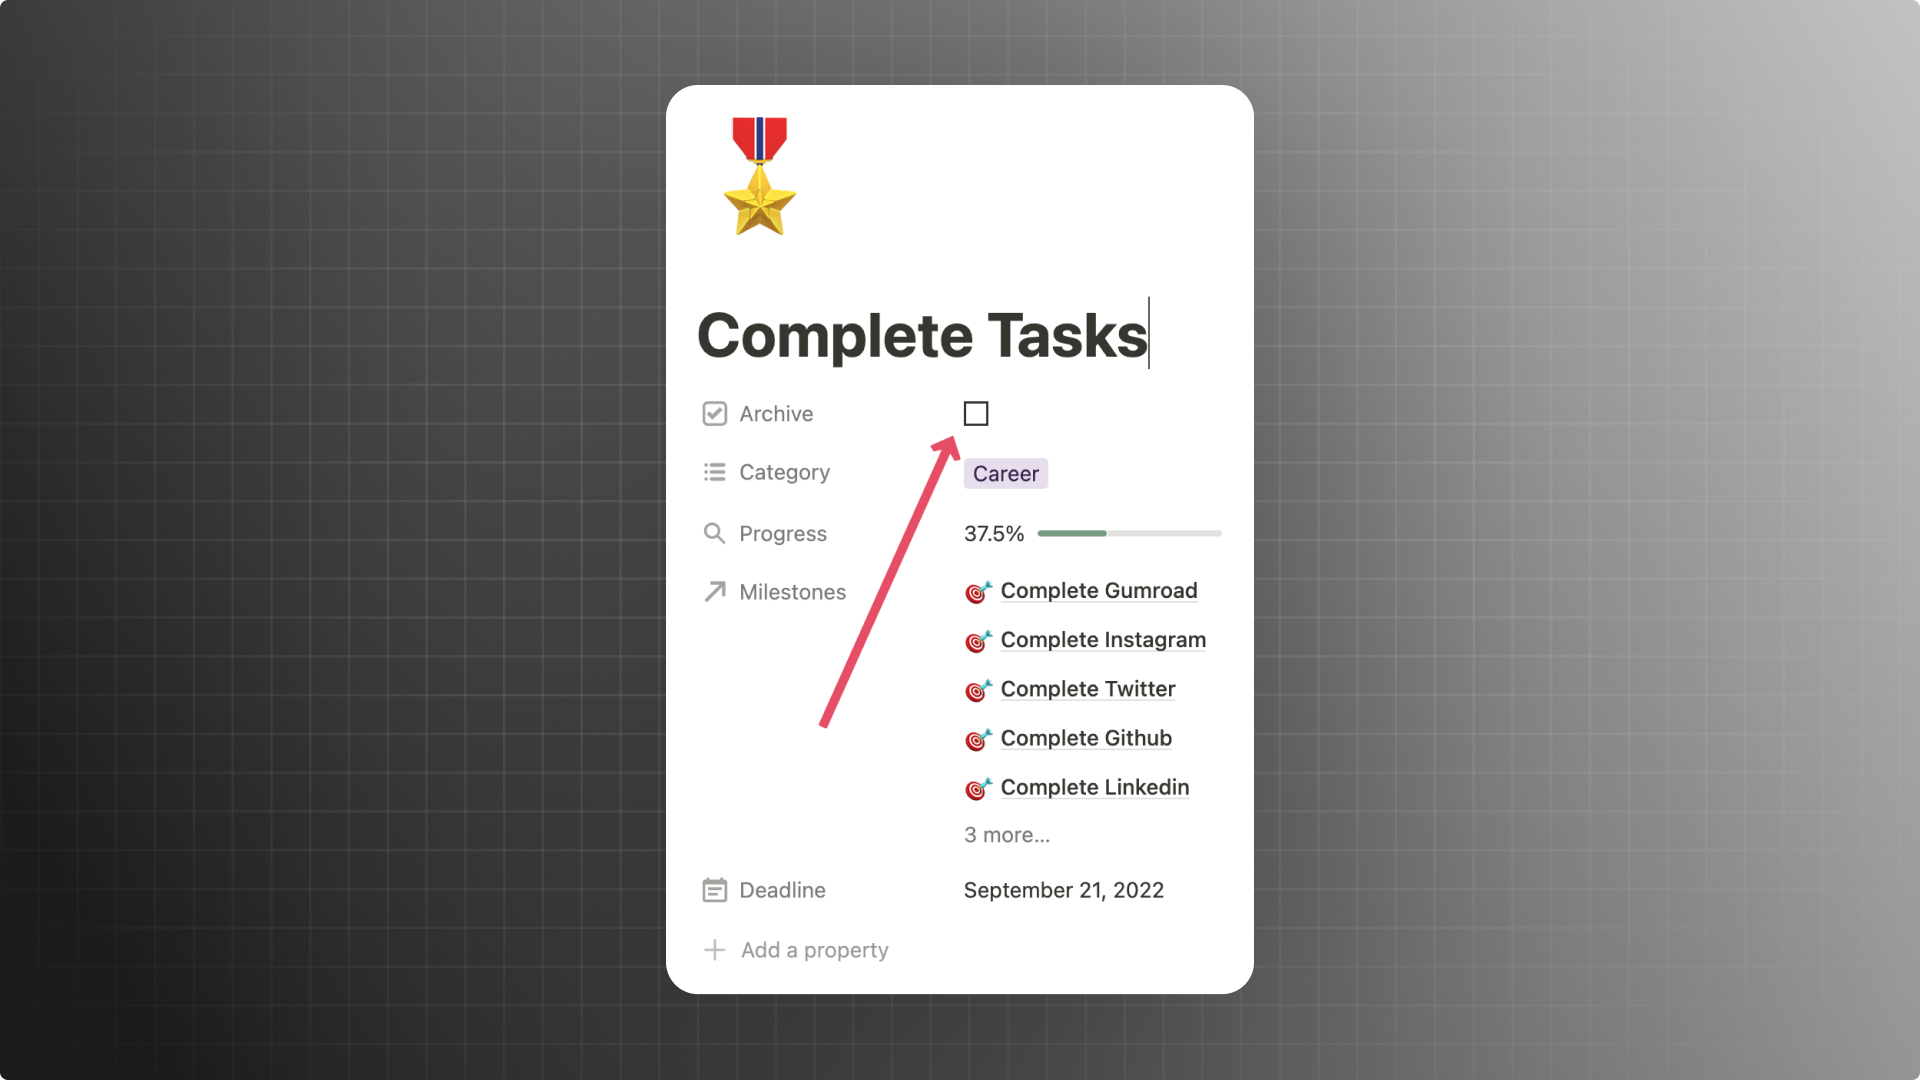 Complete Tasks
Archive
Category Career
Progress 37.5%
Milestones Complete Gumroad
Complete Instagram
Complete Twitter
Complete Github
Complete Linkedin
3 more...
Deadline September 21, 2022
Add a property